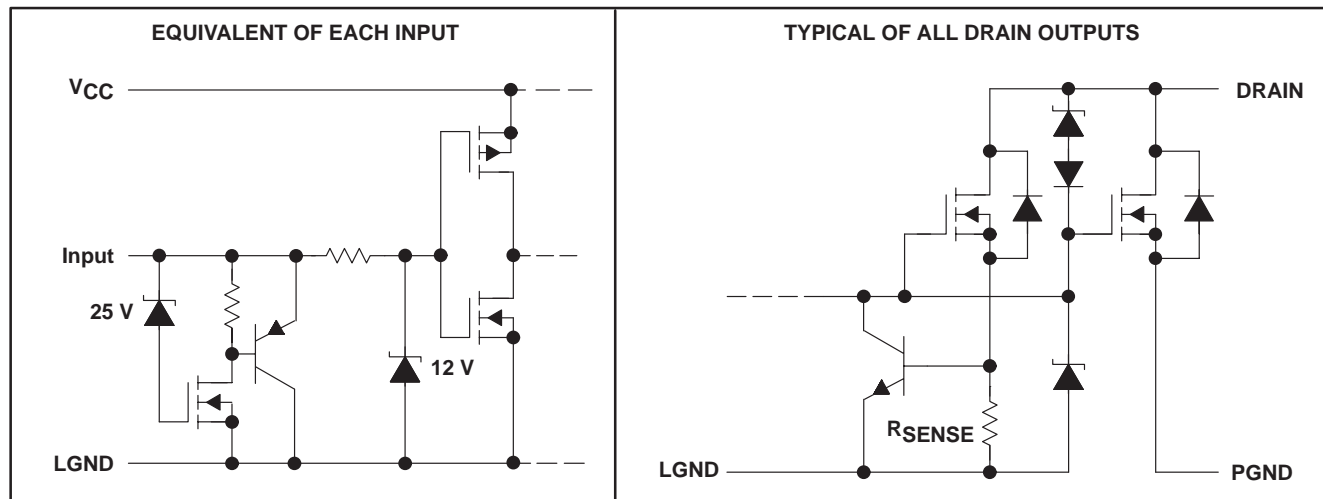 EQUIVALENT OF EACH INPUT
VCC
Input
25 V
12 V
LGND
TYPICAL OF ALL DRAIN OUTPUTS
DRAIN
RSENSE
LGND
PGND